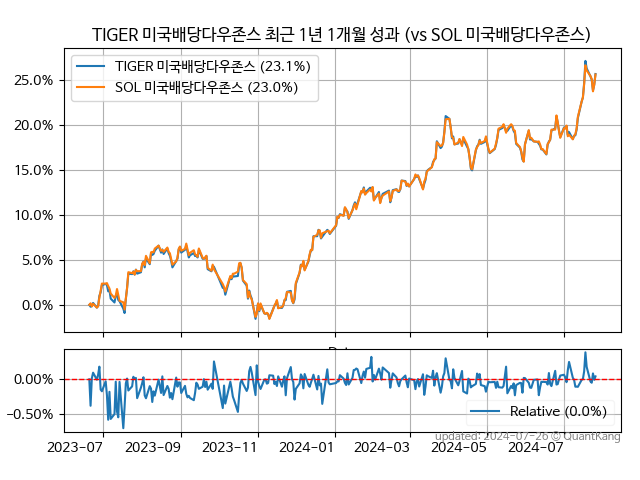 TIGER 미국배당다우존스 최근 1년 1개월 성과 (vs SOL 미국배당다우존스)
TIGER 미국배당다우존스 (23.1%)
SOL 미국배당다우존스 (23.0%)
25.0%
20.0%
15.0%
10.0%
5.0%
0.0%
0.00%
−0.50%
Relative (0.0%)
2023-07 2023-09 2023-11 2024-01 2024-03 2024-05 2024-07
updated: 2024-07-26 © QuantKang